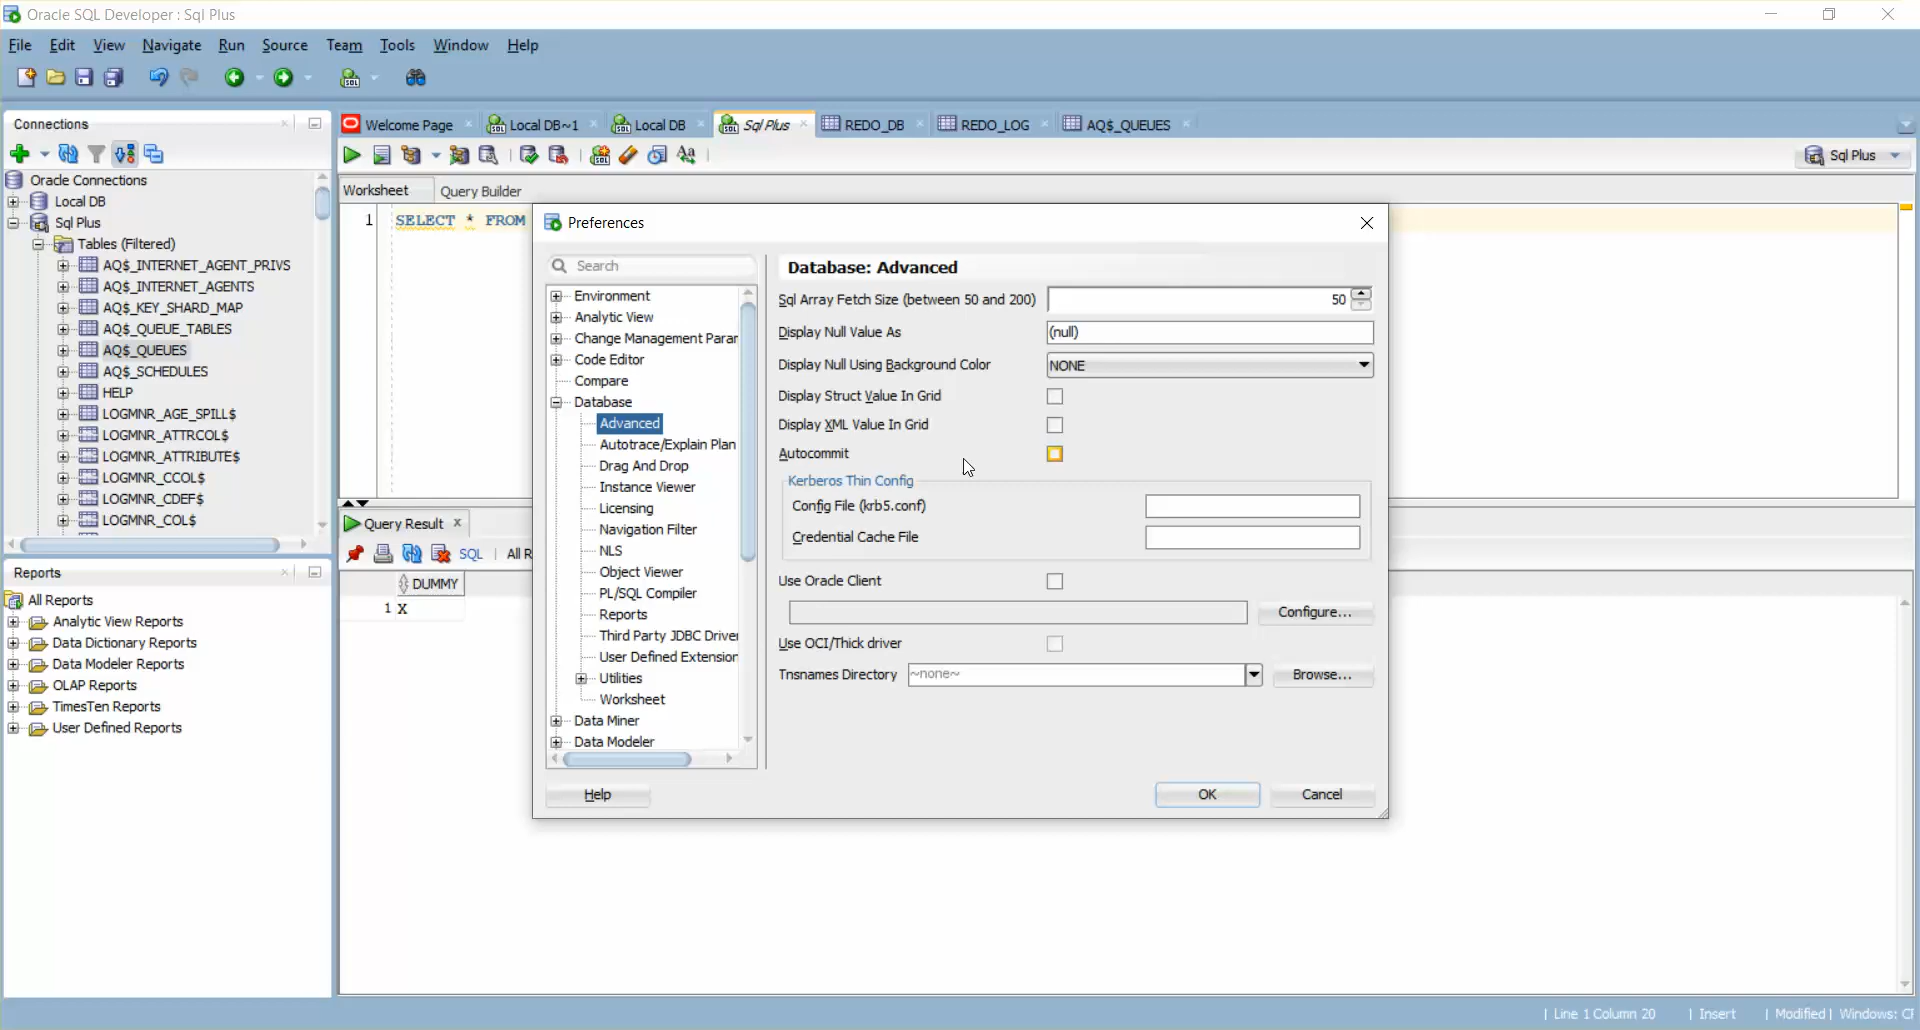 Oracle SQL Developer : Sql Plus
File Edit View Navigate Run Source Team Tools Window Help
Connections
Oracle Connections
Local DB
Sql Plus
Tables (Filtered)
AQ$_INTERNET_AGENT_PRIVS
AQ$_INTERNET_AGENTS
AQ$_KEY_SHARD_MAP
AQ$_QUEUE_TABLES
AQ$_QUEUES
AQ$_SCHEDULES
HELP
LOGMNR_AGE_SPILL$
LOGMNR_ATTRCOL$
LOGMNR_ATTRIBUTE$
LOGMNR_CCOL$
LOGMNR_CDEF$
LOGMNR_COL$
Reports
All Reports
Analytic View Reports
Data Dictionary Reports
Data Modeler Reports
OLAP Reports
TimesTen Reports
User Defined Reports
Welcome Page Local DB~1 Local DB Sql Plus REDO_DB REDO_LOG AQ$_QUEUES
Sql Plus
Worksheet Query Builder
1 SELECT * FROM
Query Result
SQL | All R
DUMMY
1 X
Preferences
Search
Environment
Analytic View
Change Management Parar
Code Editor
Compare
Database
Advanced
Autotrace/Explain Plan
Drag And Drop
Instance Viewer
Licensing
Navigation Filter
NLS
Object Viewer
PL/SQL Compiler
Reports
Third Party JDBC Driver
User Defined Extension
Utilities
Worksheet
Data Miner
Data Modeler
Database: Advanced
Sql Array Fetch Size (between 50 and 200) 50
Display Null Value As (null)
Display Null Using Background Color NONE
Display Struct Value In Grid
Display XML Value In Grid
Autocommit
Kerberos Thin Config
Config File (krb5.conf)
Credential Cache File
Use Oracle Client
Configure...
Use OCI/Thick driver
Tnsnames Directory ~none~ Browse...
Help OK Cancel
| Line 1 Column 20 | Insert | Modified | Windows: CF